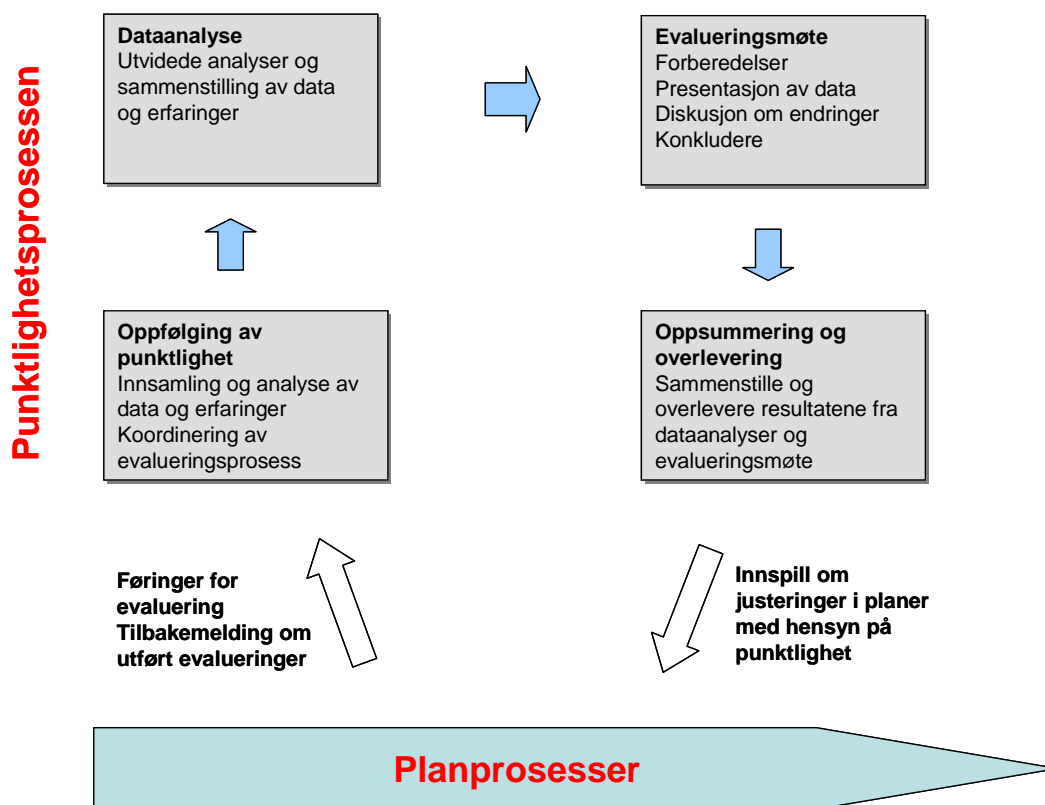 Punktlighetsprosessen
Dataanalyse
Utvidede analyser og
sammenstilling av data
og erfaringer
Evalueringsmøte
Forberedelser
Presentasjon av data
Diskusjon om endringer
Konkludere
Oppfølging av
punktlighet
Innsamling og analyse av
data og erfaringer
Koordinering av
evalueringsprosess
Oppsummering og
overlevering
Sammenstille og
overlevere resultatene fra
dataanalyser og
evalueringsmøte
Føringer for
evaluering
Tilbakemelding om
utført evalueringer
Innspill om
justeringer i planer
med hensyn på
punktlighet
Planprosesser